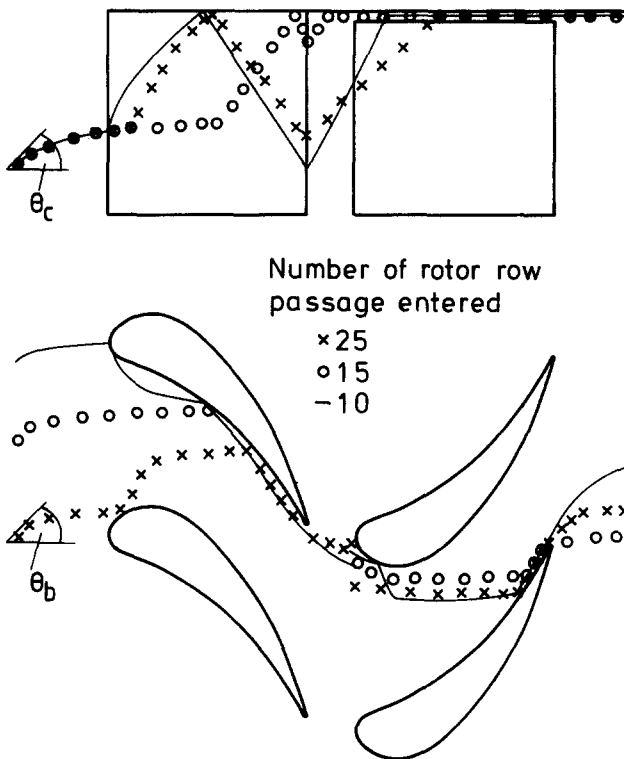 θc
Number of rotor row
passage entered
× 25
○ 15
– 10
θb